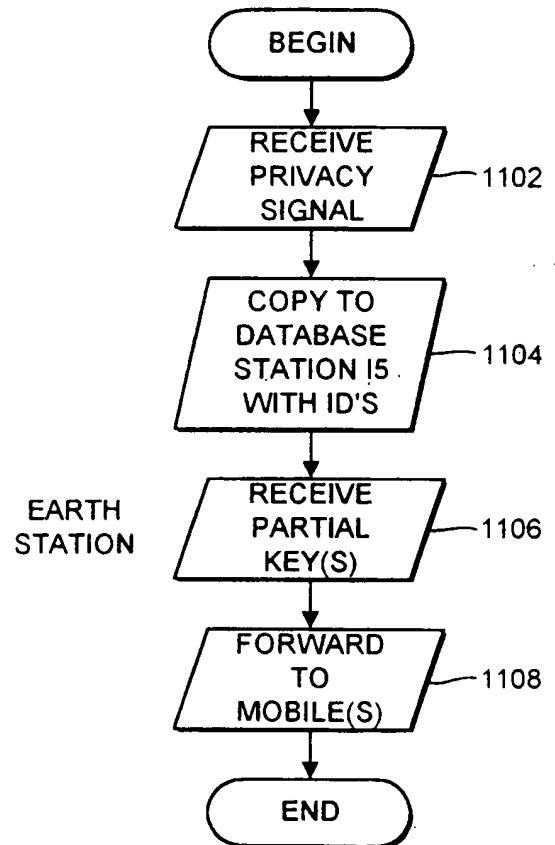 BEGIN
RECEIVE
PRIVACY
SIGNAL
1102
COPY TO
DATABASE
STATION I5
WITH ID'S
1104
EARTH
STATION
RECEIVE
PARTIAL
KEY(S)
1106
FORWARD
TO
MOBILE(S)
1108
END